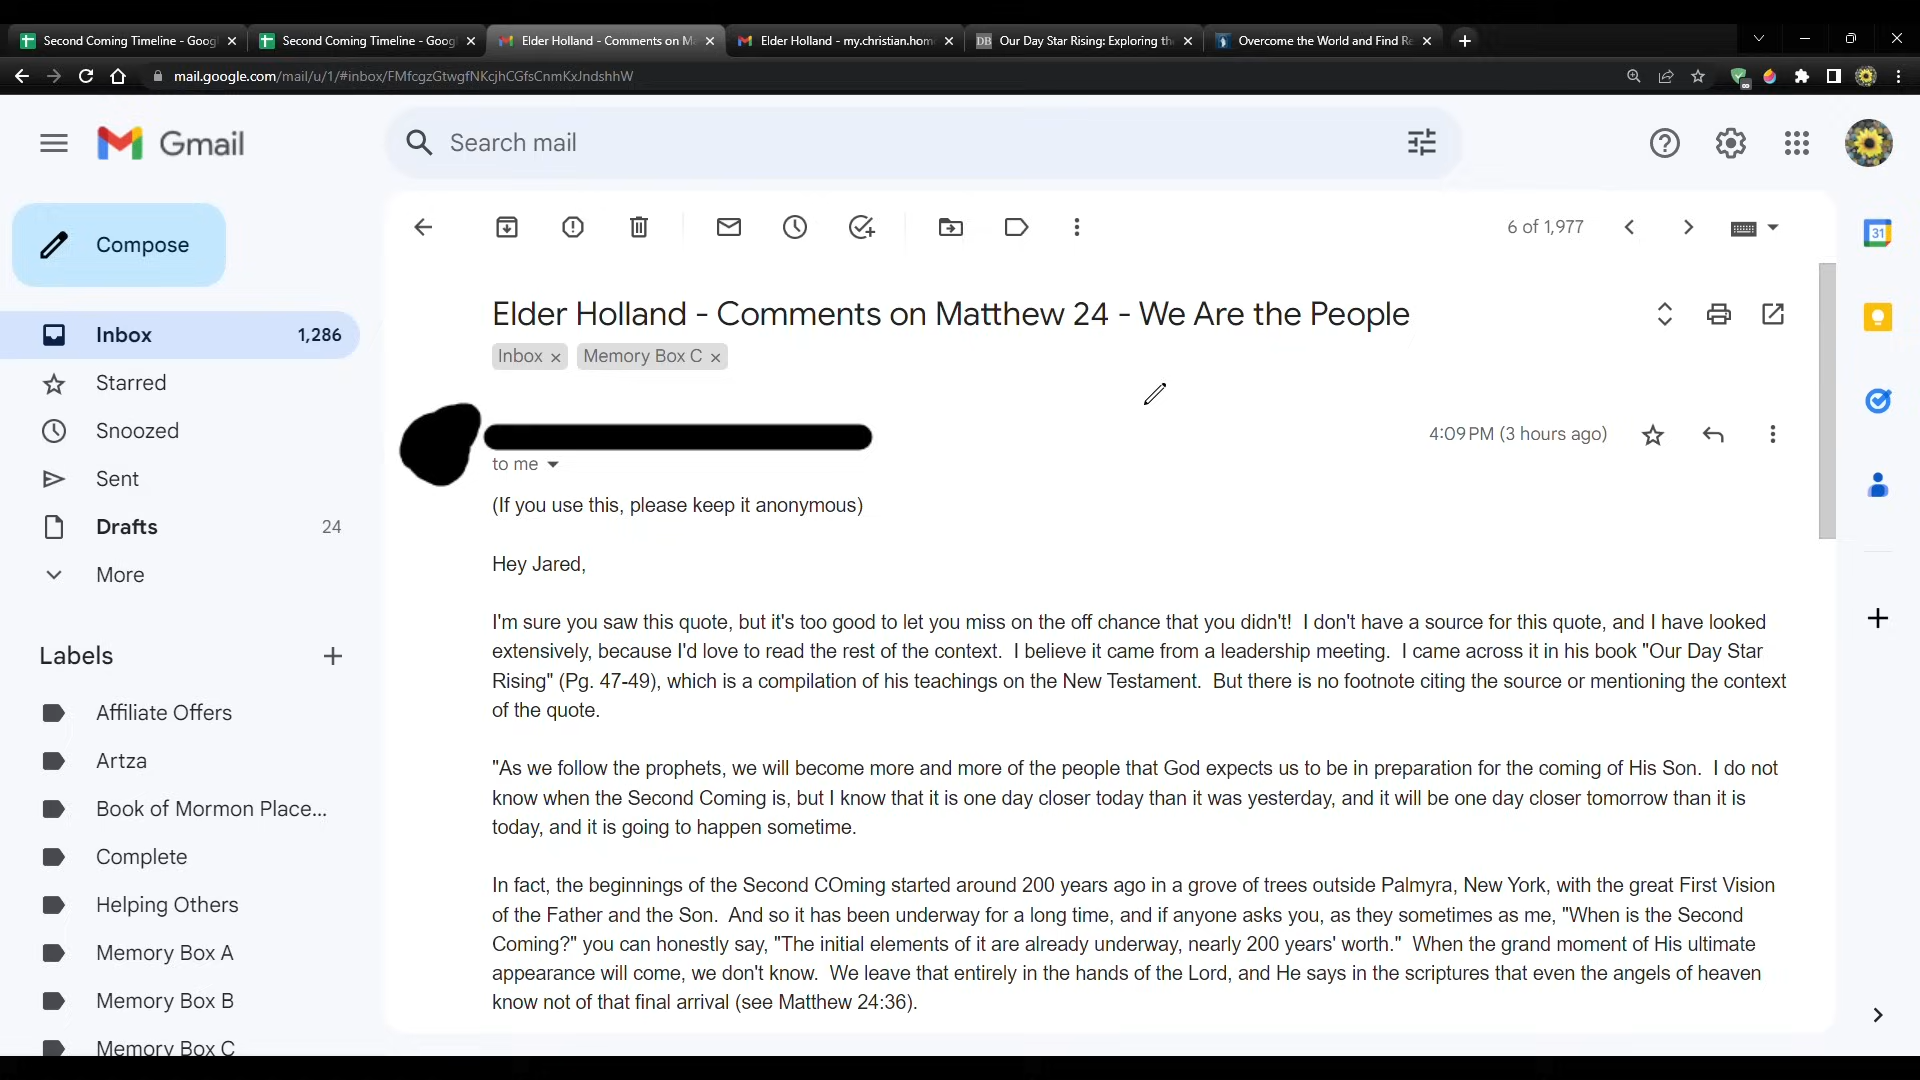 Second Coming Timeline - Goog
Second Coming Timeline - Goog
Elder Holland - Comments on M
Elder Holland - my.christian.hom
Our Day Star Rising: Exploring th
Overcome the World and Find Re
mail.google.com/mail/u/1/#inbox/FMfcgzGtwgfNKcjhCGfsCnmKxJndshhW
Gmail
Search mail
Compose
6 of 1,977
31
Elder Holland - Comments on Matthew 24 - We Are the People
Inbox 1,286
Inbox × Memory Box C ×
Starred
Snoozed
4:09 PM (3 hours ago)
to me
Sent
(If you use this, please keep it anonymous)
Drafts 24
Hey Jared,
More
I'm sure you saw this quote, but it's too good to let you miss on the off chance that you didn't! I don't have a source for this quote, and I have looked
extensively, because I'd love to read the rest of the context. I believe it came from a leadership meeting. I came across it in his book "Our Day Star
Rising" (Pg. 47-49), which is a compilation of his teachings on the New Testament. But there is no footnote citing the source or mentioning the context
of the quote.
Labels
Affiliate Offers
Artza
Book of Mormon Place...
Complete
Helping Others
Memory Box A
Memory Box B
Memory Box C
"As we follow the prophets, we will become more and more of the people that God expects us to be in preparation for the coming of His Son. I do not
know when the Second Coming is, but I know that it is one day closer today than it was yesterday, and it will be one day closer tomorrow than it is
today, and it is going to happen sometime.
In fact, the beginnings of the Second COming started around 200 years ago in a grove of trees outside Palmyra, New York, with the great First Vision
of the Father and the Son. And so it has been underway for a long time, and if anyone asks you, as they sometimes as me, "When is the Second
Coming?" you can honestly say, "The initial elements of it are already underway, nearly 200 years' worth." When the grand moment of His ultimate
appearance will come, we don't know. We leave that entirely in the hands of the Lord, and He says in the scriptures that even the angels of heaven
know not of that final arrival (see Matthew 24:36).